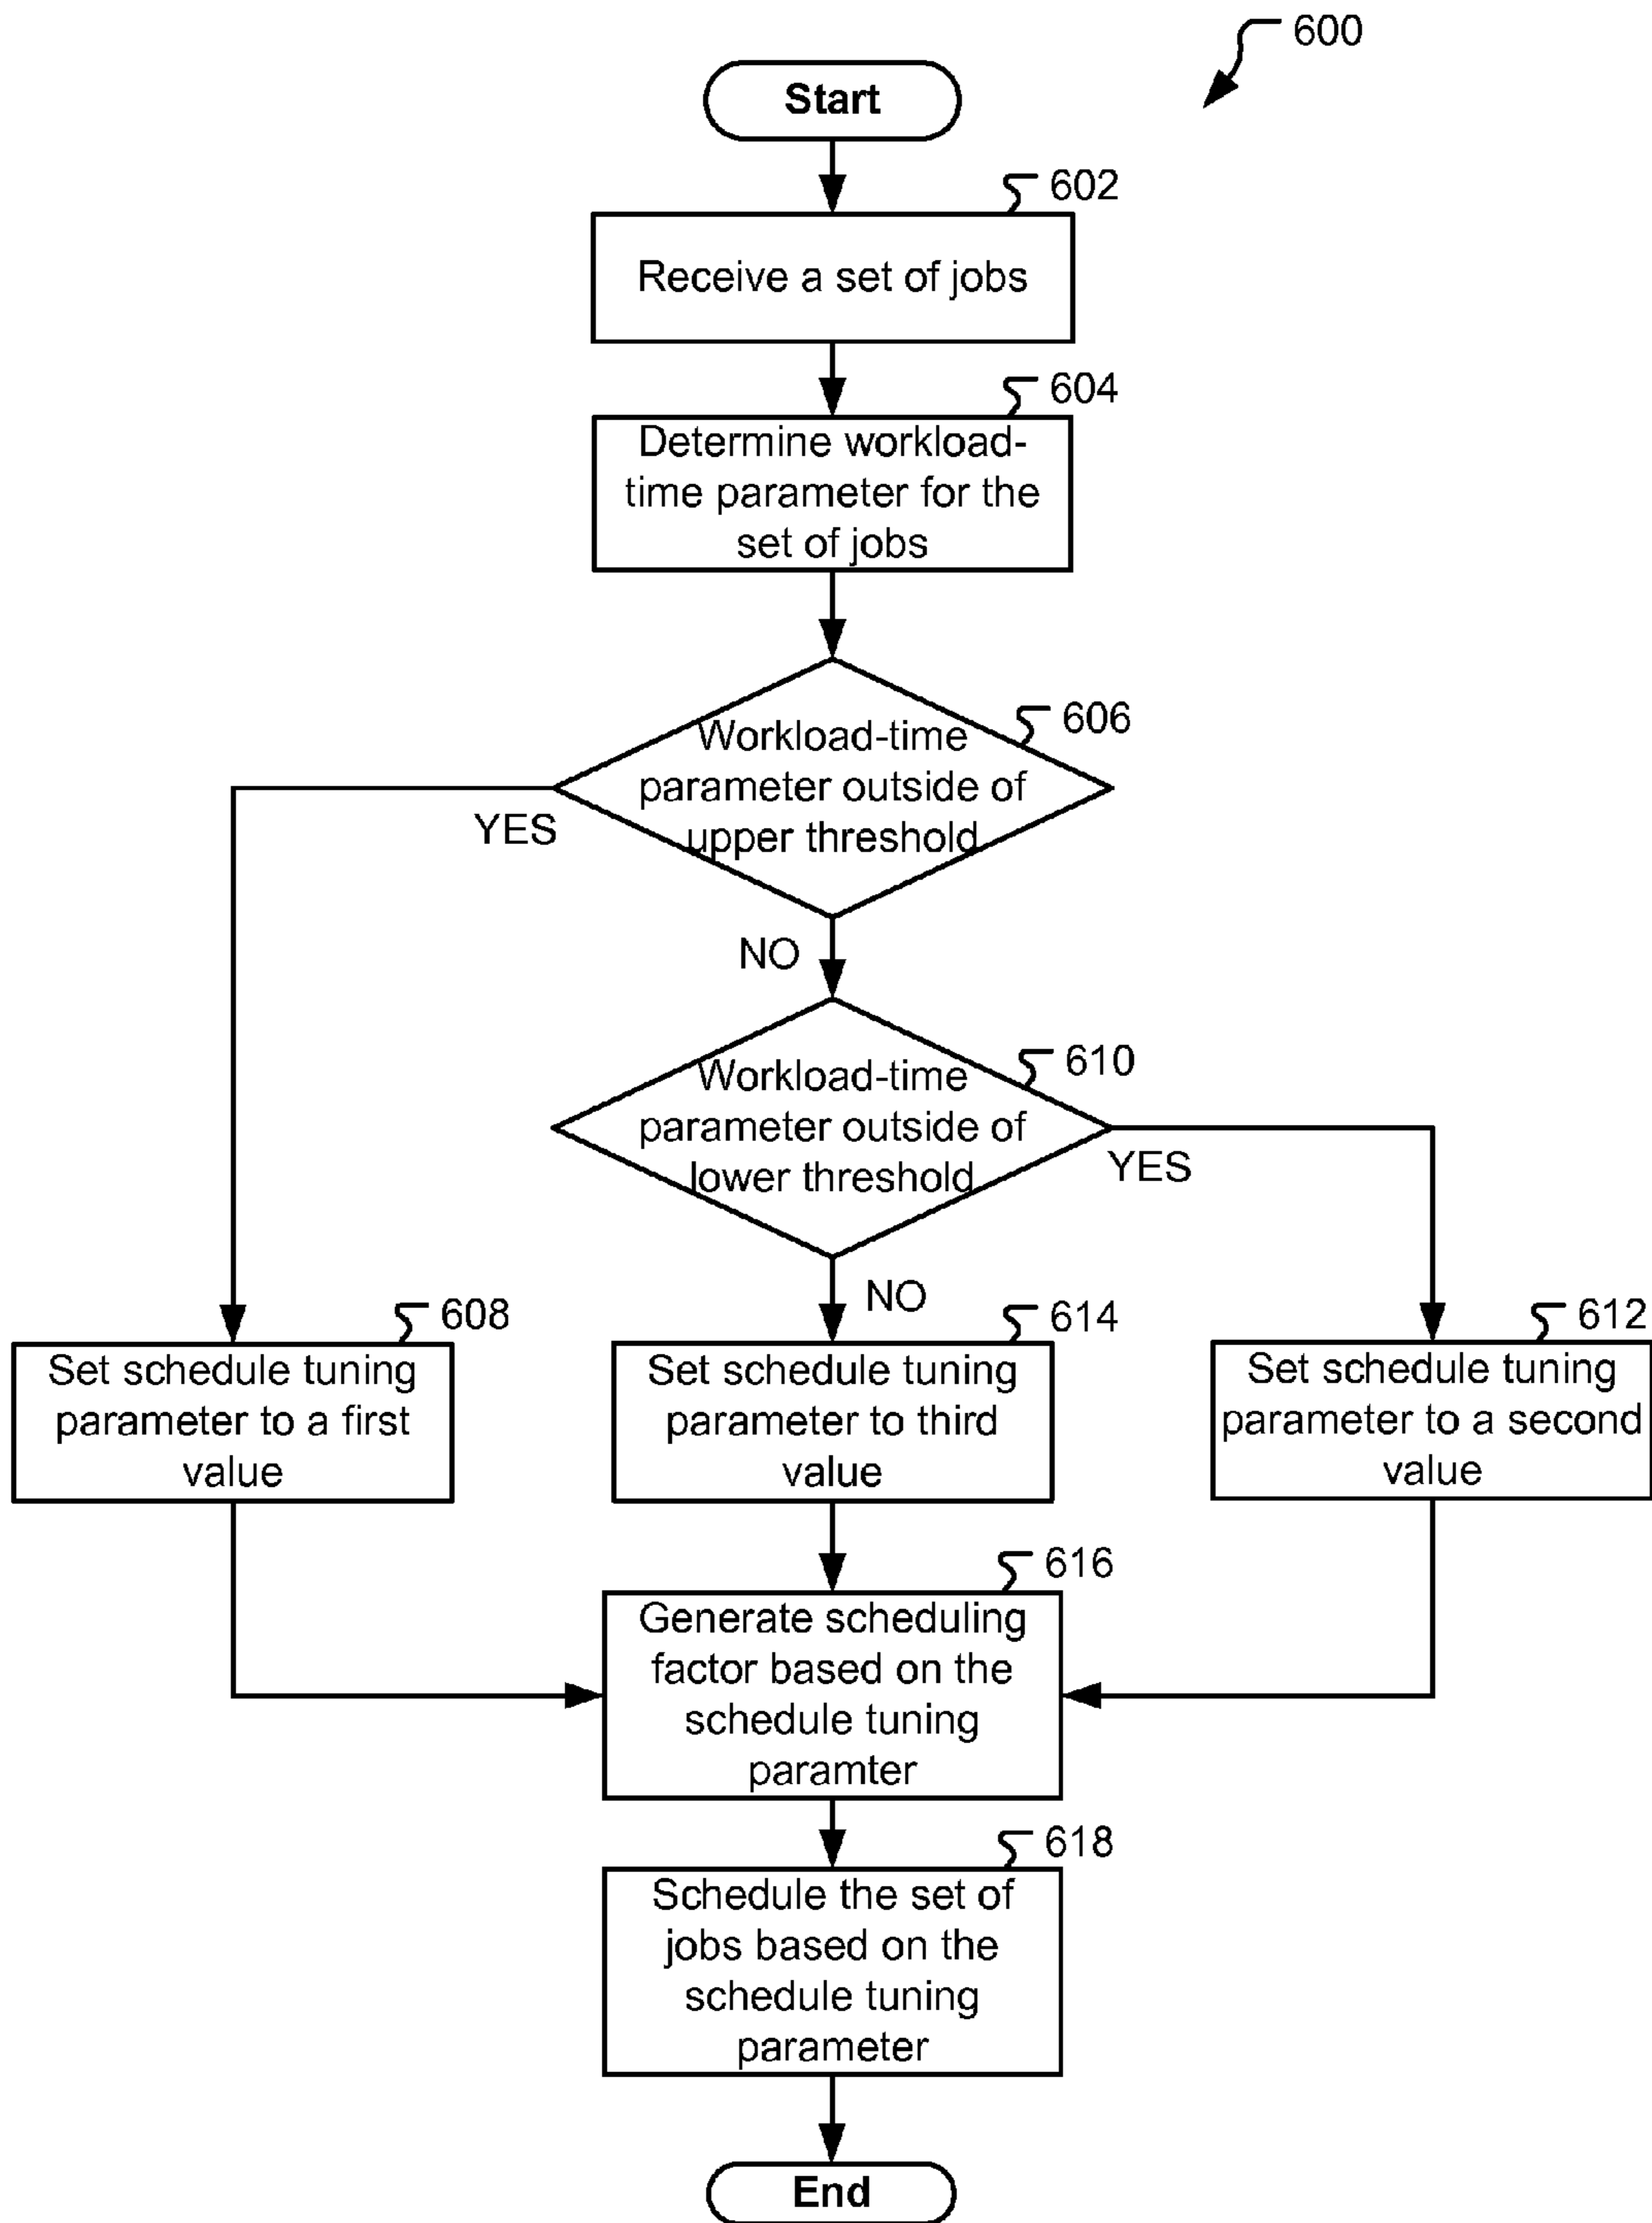 600
Start
602
Receive a set of jobs
604
Determine workload-
time parameter for the
set of jobs
606
Workload-time
parameter outside of
upper threshold
YES
NO
610
Workload-time
parameter outside of
lower threshold
YES
NO
608
Set schedule tuning
parameter to a first
value
614
Set schedule tuning
parameter to third
value
612
Set schedule tuning
parameter to a second
value
616
Generate scheduling
factor based on the
schedule tuning
paramter
618
Schedule the set of
jobs based on the
schedule tuning
parameter
End